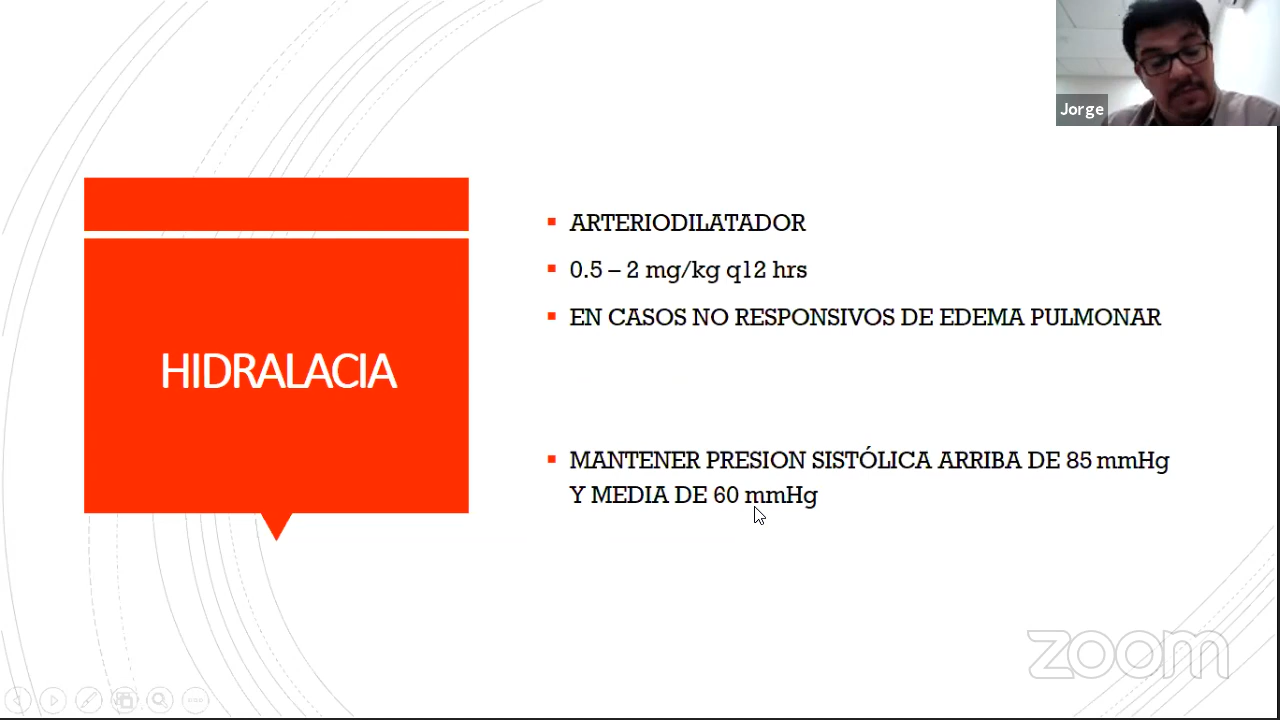 Jorge
HIDRALACIA
ARTERIODILATADOR
0.5 – 2 mg/kg q12 hrs
EN CASOS NO RESPONSIVOS DE EDEMA PULMONAR
MANTENER PRESION SISTÓLICA ARRIBA DE 85 mmHg
Y MEDIA DE 60 mmHg
zoom